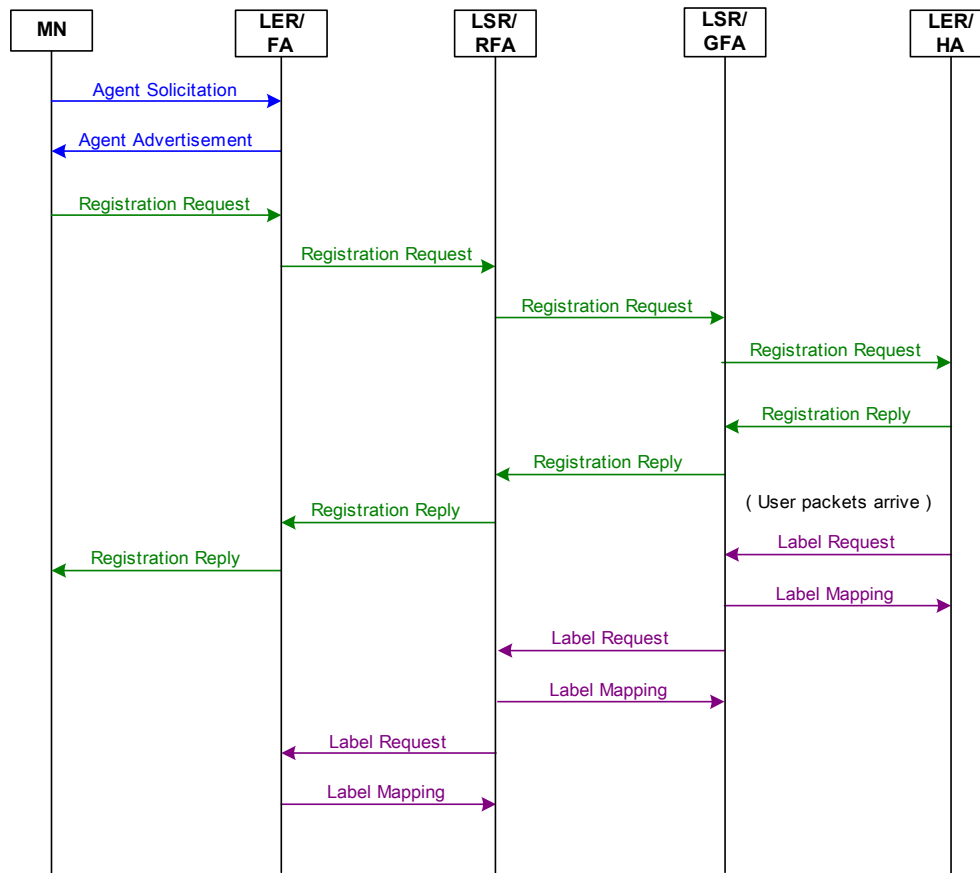 MN
LER/
FA
LSR/
RFA
LSR/
GFA
LER/
HA
Agent Solicitation
Agent Advertisement
Registration Request
Registration Request
Registration Request
Registration Request
Registration Reply
Registration Reply
( User packets arrive )
Registration Reply
Label Request
Registration Reply
Label Mapping
Label Request
Label Mapping
Label Request
Label Mapping